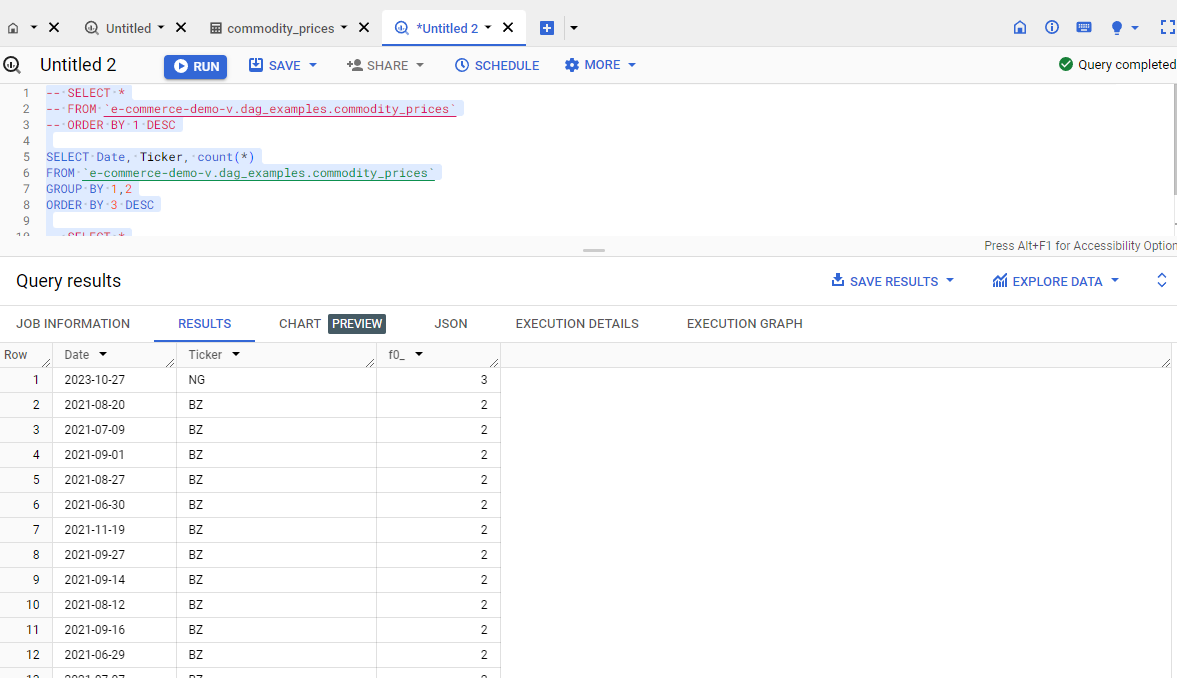 Untitled commodity_prices *Untitled 2
Untitled 2 RUN SAVE SHARE SCHEDULE MORE Query completed
1 -- SELECT *
2 -- FROM `e-commerce-demo-v.dag_examples.commodity_prices`
3 -- ORDER BY 1 DESC
4
5 SELECT Date, Ticker, count(*)
6 FROM `e-commerce-demo-v.dag_examples.commodity_prices`
7 GROUP BY 1,2
8 ORDER BY 3 DESC
9
10 -- SELECT *
Press Alt+F1 for Accessibility Option
Query results SAVE RESULTS EXPLORE DATA
JOB INFORMATION RESULTS CHART PREVIEW JSON EXECUTION DETAILS EXECUTION GRAPH
Row Date Ticker f0_
1 2023-10-27 NG 3
2 2021-08-20 BZ 2
3 2021-07-09 BZ 2
4 2021-09-01 BZ 2
5 2021-08-27 BZ 2
6 2021-06-30 BZ 2
7 2021-11-19 BZ 2
8 2021-09-27 BZ 2
9 2021-09-14 BZ 2
10 2021-08-12 BZ 2
11 2021-09-16 BZ 2
12 2021-06-29 BZ 2